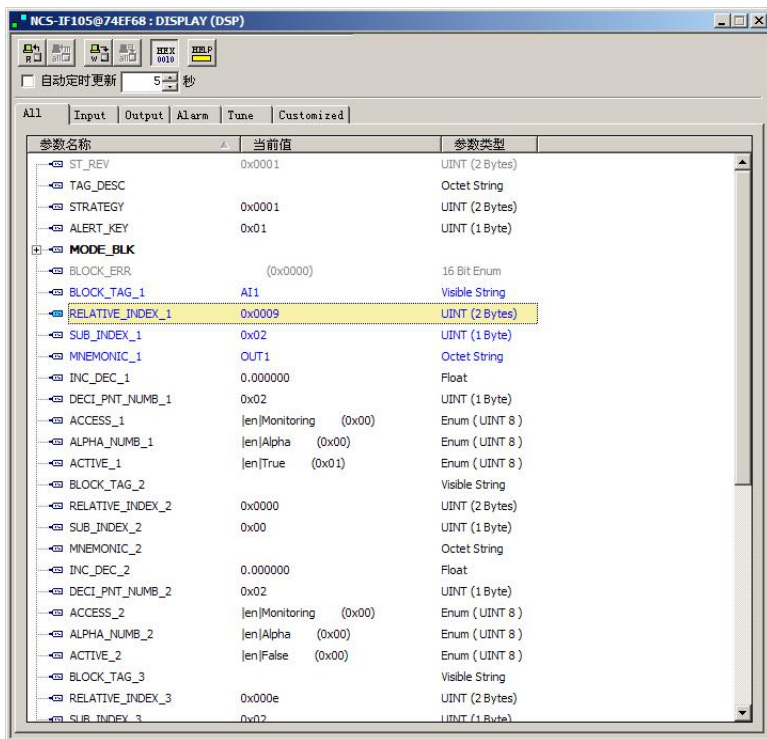 NCS-IF105@74EF68 : DISPLAY (DSP)
R all W all HEX 0010 HELP
自动定时更新 5 秒
All Input Output Alarm Tune Customized
参数名称 当前值 参数类型
ST_REV 0x0001 UINT (2 Bytes)
TAG_DESC Octet String
STRATEGY 0x0001 UINT (2 Bytes)
ALERT_KEY 0x01 UINT (1 Byte)
MODE_BLK
BLOCK_ERR (0x0000) 16 Bit Enum
BLOCK_TAG_1 AI1 Visible String
RELATIVE_INDEX_1 0x0009 UINT (2 Bytes)
SUB_INDEX_1 0x02 UINT (1 Byte)
MNEMONIC_1 OUT1 Octet String
INC_DEC_1 0.000000 Float
DECI_PNT_NUMB_1 0x02 UINT (1 Byte)
ACCESS_1 |en|Monitoring (0x00) Enum ( UINT 8 )
ALPHA_NUMB_1 |en|Alpha (0x00) Enum ( UINT 8 )
ACTIVE_1 |en|True (0x01) Enum ( UINT 8 )
BLOCK_TAG_2 Visible String
RELATIVE_INDEX_2 0x0000 UINT (2 Bytes)
SUB_INDEX_2 0x00 UINT (1 Byte)
MNEMONIC_2 Octet String
INC_DEC_2 0.000000 Float
DECI_PNT_NUMB_2 0x02 UINT (1 Byte)
ACCESS_2 |en|Monitoring (0x00) Enum ( UINT 8 )
ALPHA_NUMB_2 |en|Alpha (0x00) Enum ( UINT 8 )
ACTIVE_2 |en|False (0x00) Enum ( UINT 8 )
BLOCK_TAG_3 Visible String
RELATIVE_INDEX_3 0x000e UINT (2 Bytes)
SUB_INDEX_3 0x02 UINT (1 Byte)